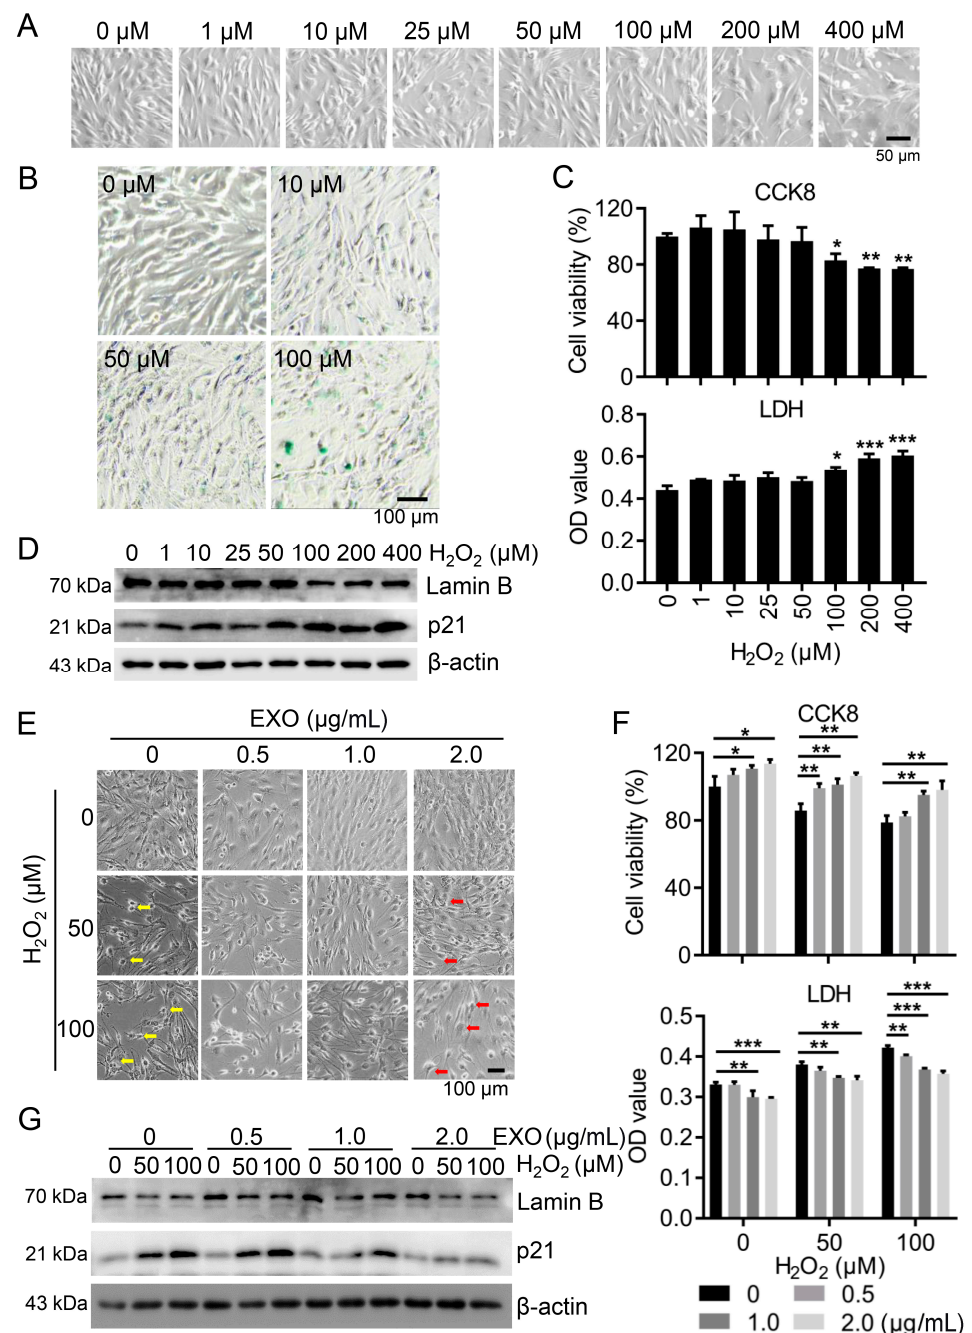 A
0 μM 1 μM 10 μM 25 μM 50 μM 100 μM 200 μM 400 μM
50 μm
B
0 μM 10 μM
50 μM 100 μM
100 μm
C
CCK8
Cell viability (%)
120
80
40
0
* ** **
LDH
OD value
0.8
0.6
0.4
0.2
0.0
* *** ***
0 1 10 25 50 100 200 400
H₂O₂ (μM)
D
0 1 10 25 50 100 200 400 H₂O₂ (μM)
70 kDa Lamin B
21 kDa p21
43 kDa β-actin
E
EXO (μg/mL)
0 0.5 1.0 2.0
H₂O₂ (μM)
0
50
100
100 μm
F
CCK8
Cell viability (%)
120
80
40
0
* ** **
* ** **
**
LDH
OD value
0.5
0.4
0.3
0.2
0.1
0.0
*** ** ***
** ** ***
**
0 50 100
H₂O₂ (μM)
0 0.5
1.0 2.0 (μg/mL)
G
0 0.5 1.0 2.0 EXO (μg/mL)
0 50 100 0 50 100 0 50 100 0 50 100 H₂O₂ (μM)
70 kDa Lamin B
21 kDa p21
43 kDa β-actin